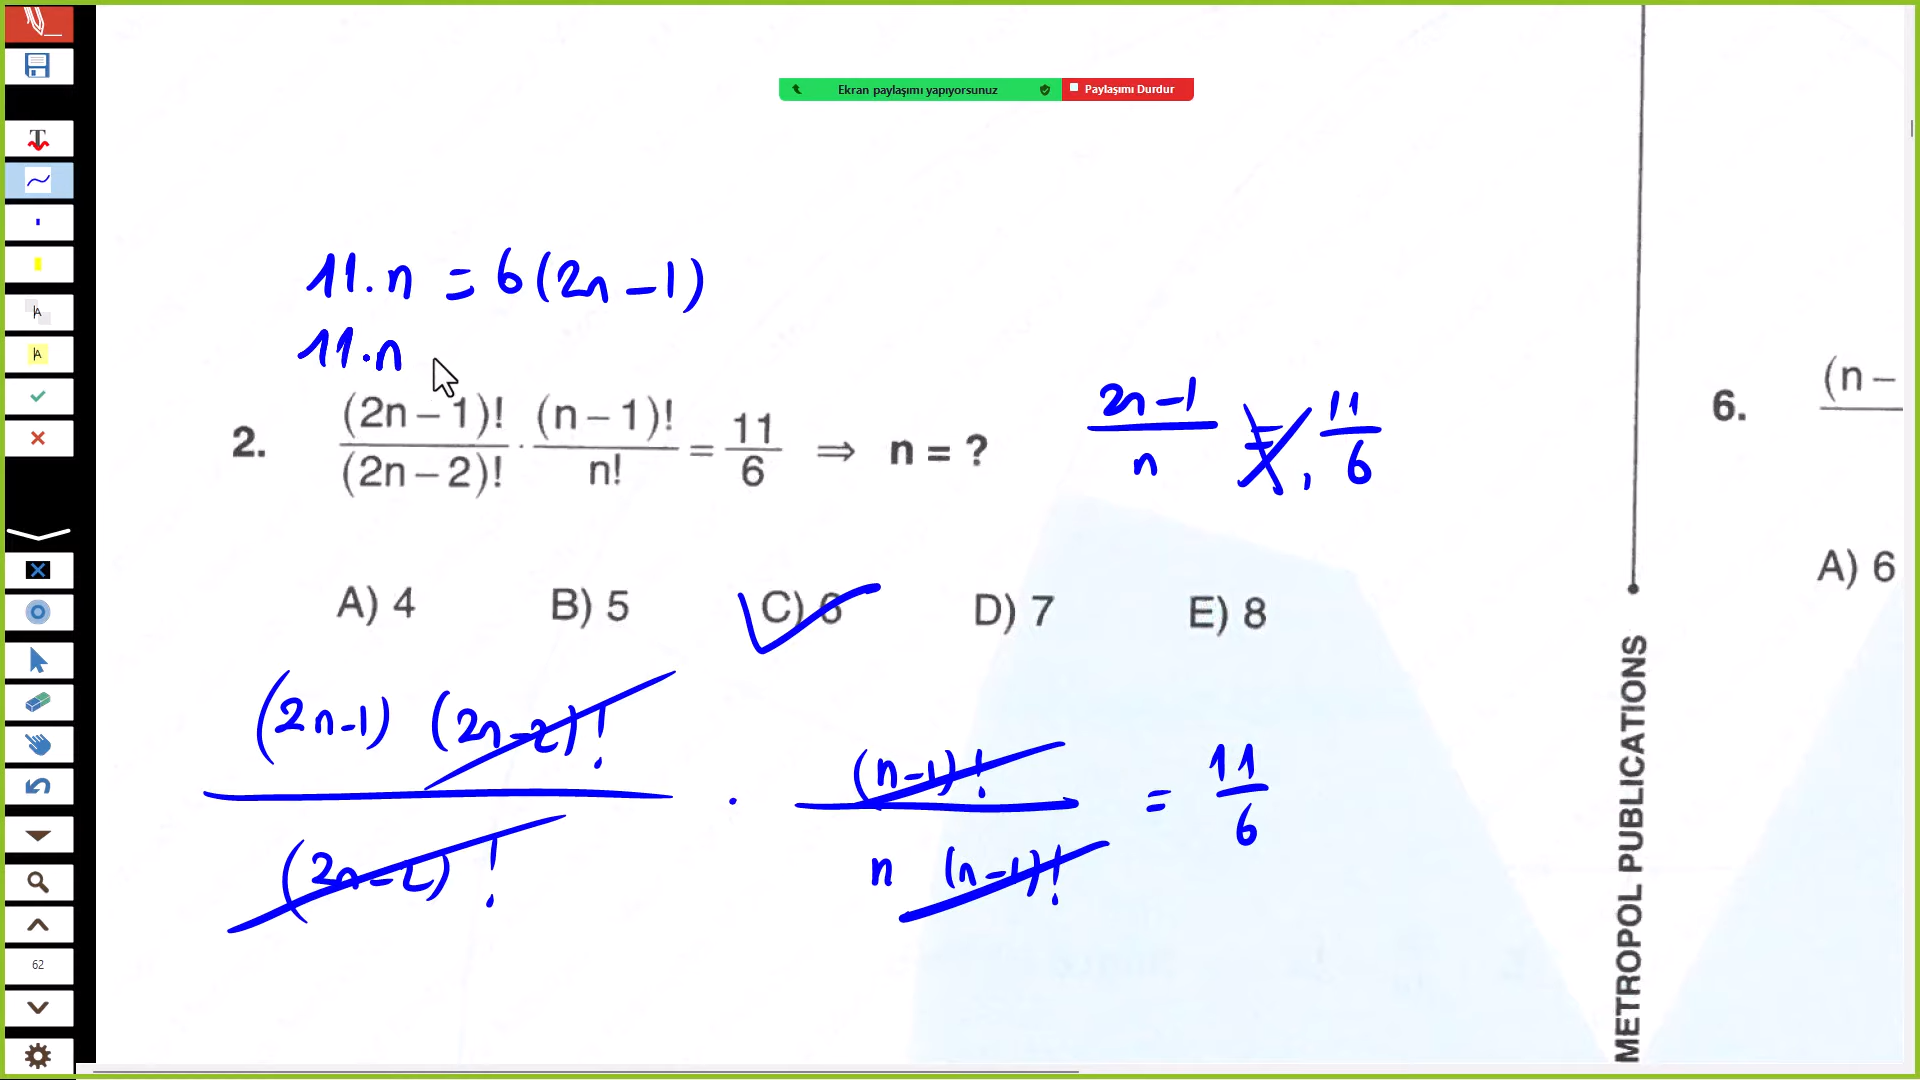 Ekran paylaşımı yapıyorsunuz Paylaşımı Durdur
11.n = 6(2n-1)
11.n
2. (2n-1)!/(2n-2)! · (n-1)!/n! = 11/6 ⇒ n = ?
(2n-1)/n = 11/6
A) 4 B) 5 C) 6 D) 7 E) 8
(2n-1)(2n-2)!/(2n-2)! · (n-1)!/n(n-1)! = 11/6
METROPOL PUBLICATIONS
6. (n-
A) 6
62